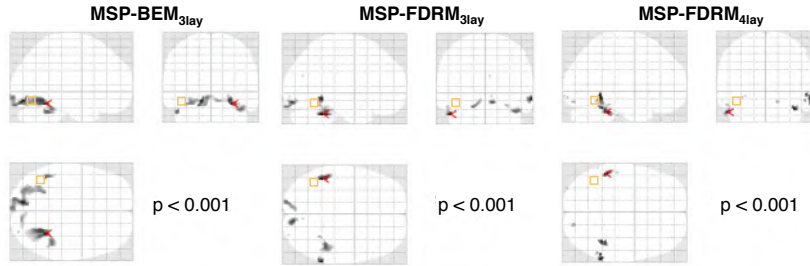 MSP-BEM3lay MSP-FDRM3lay MSP-FDRM4lay
p < 0.001 p < 0.001 p < 0.001